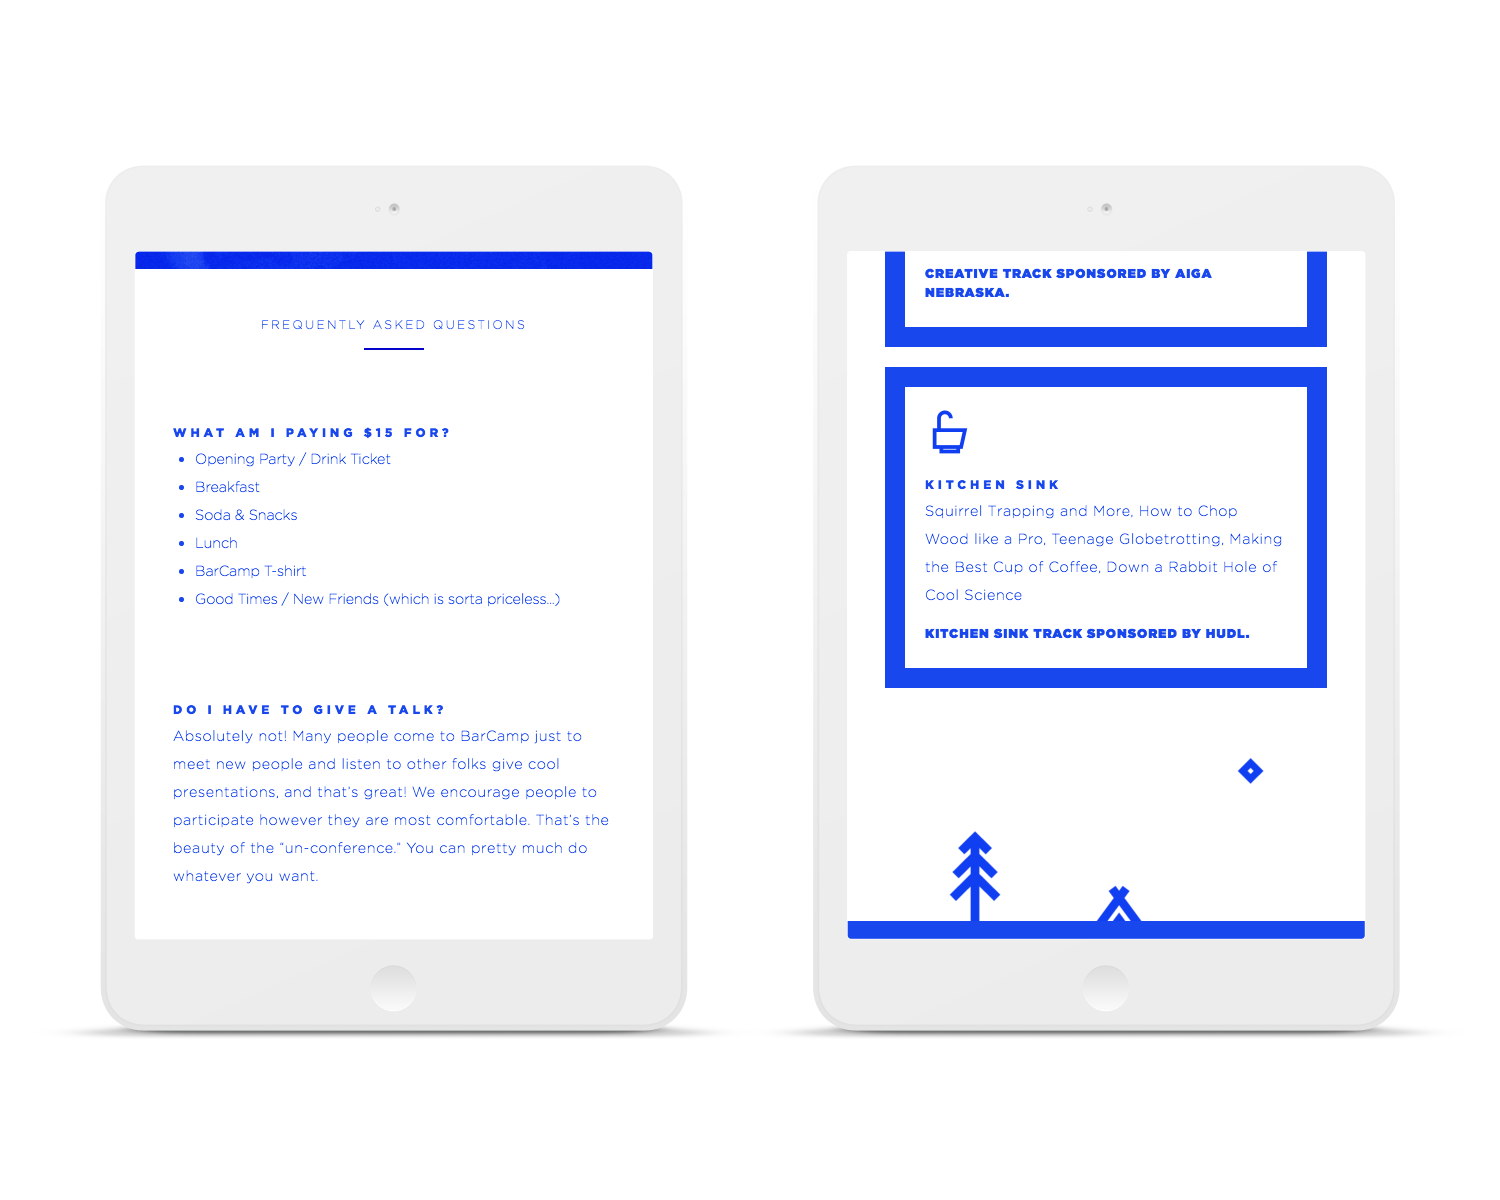 FREQUENTLY ASKED QUESTIONS
WHAT AM I PAYING $15 FOR?
• Opening Party / Drink Ticket
• Breakfast
• Soda & Snacks
• Lunch
• BarCamp T-shirt
• Good Times / New Friends (which is sorta priceless...)
DO I HAVE TO GIVE A TALK?
Absolutely not! Many people come to BarCamp just to
meet new people and listen to other folks give cool
presentations, and that's great! We encourage people to
participate however they are most comfortable. That's the
beauty of the "un-conference." You can pretty much do
whatever you want.
CREATIVE TRACK SPONSORED BY AIGA
NEBRASKA.
KITCHEN SINK
Squirrel Trapping and More, How to Chop
Wood like a Pro, Teenage Globetrotting, Making
the Best Cup of Coffee, Down a Rabbit Hole of
Cool Science
KITCHEN SINK TRACK SPONSORED BY HUDL.